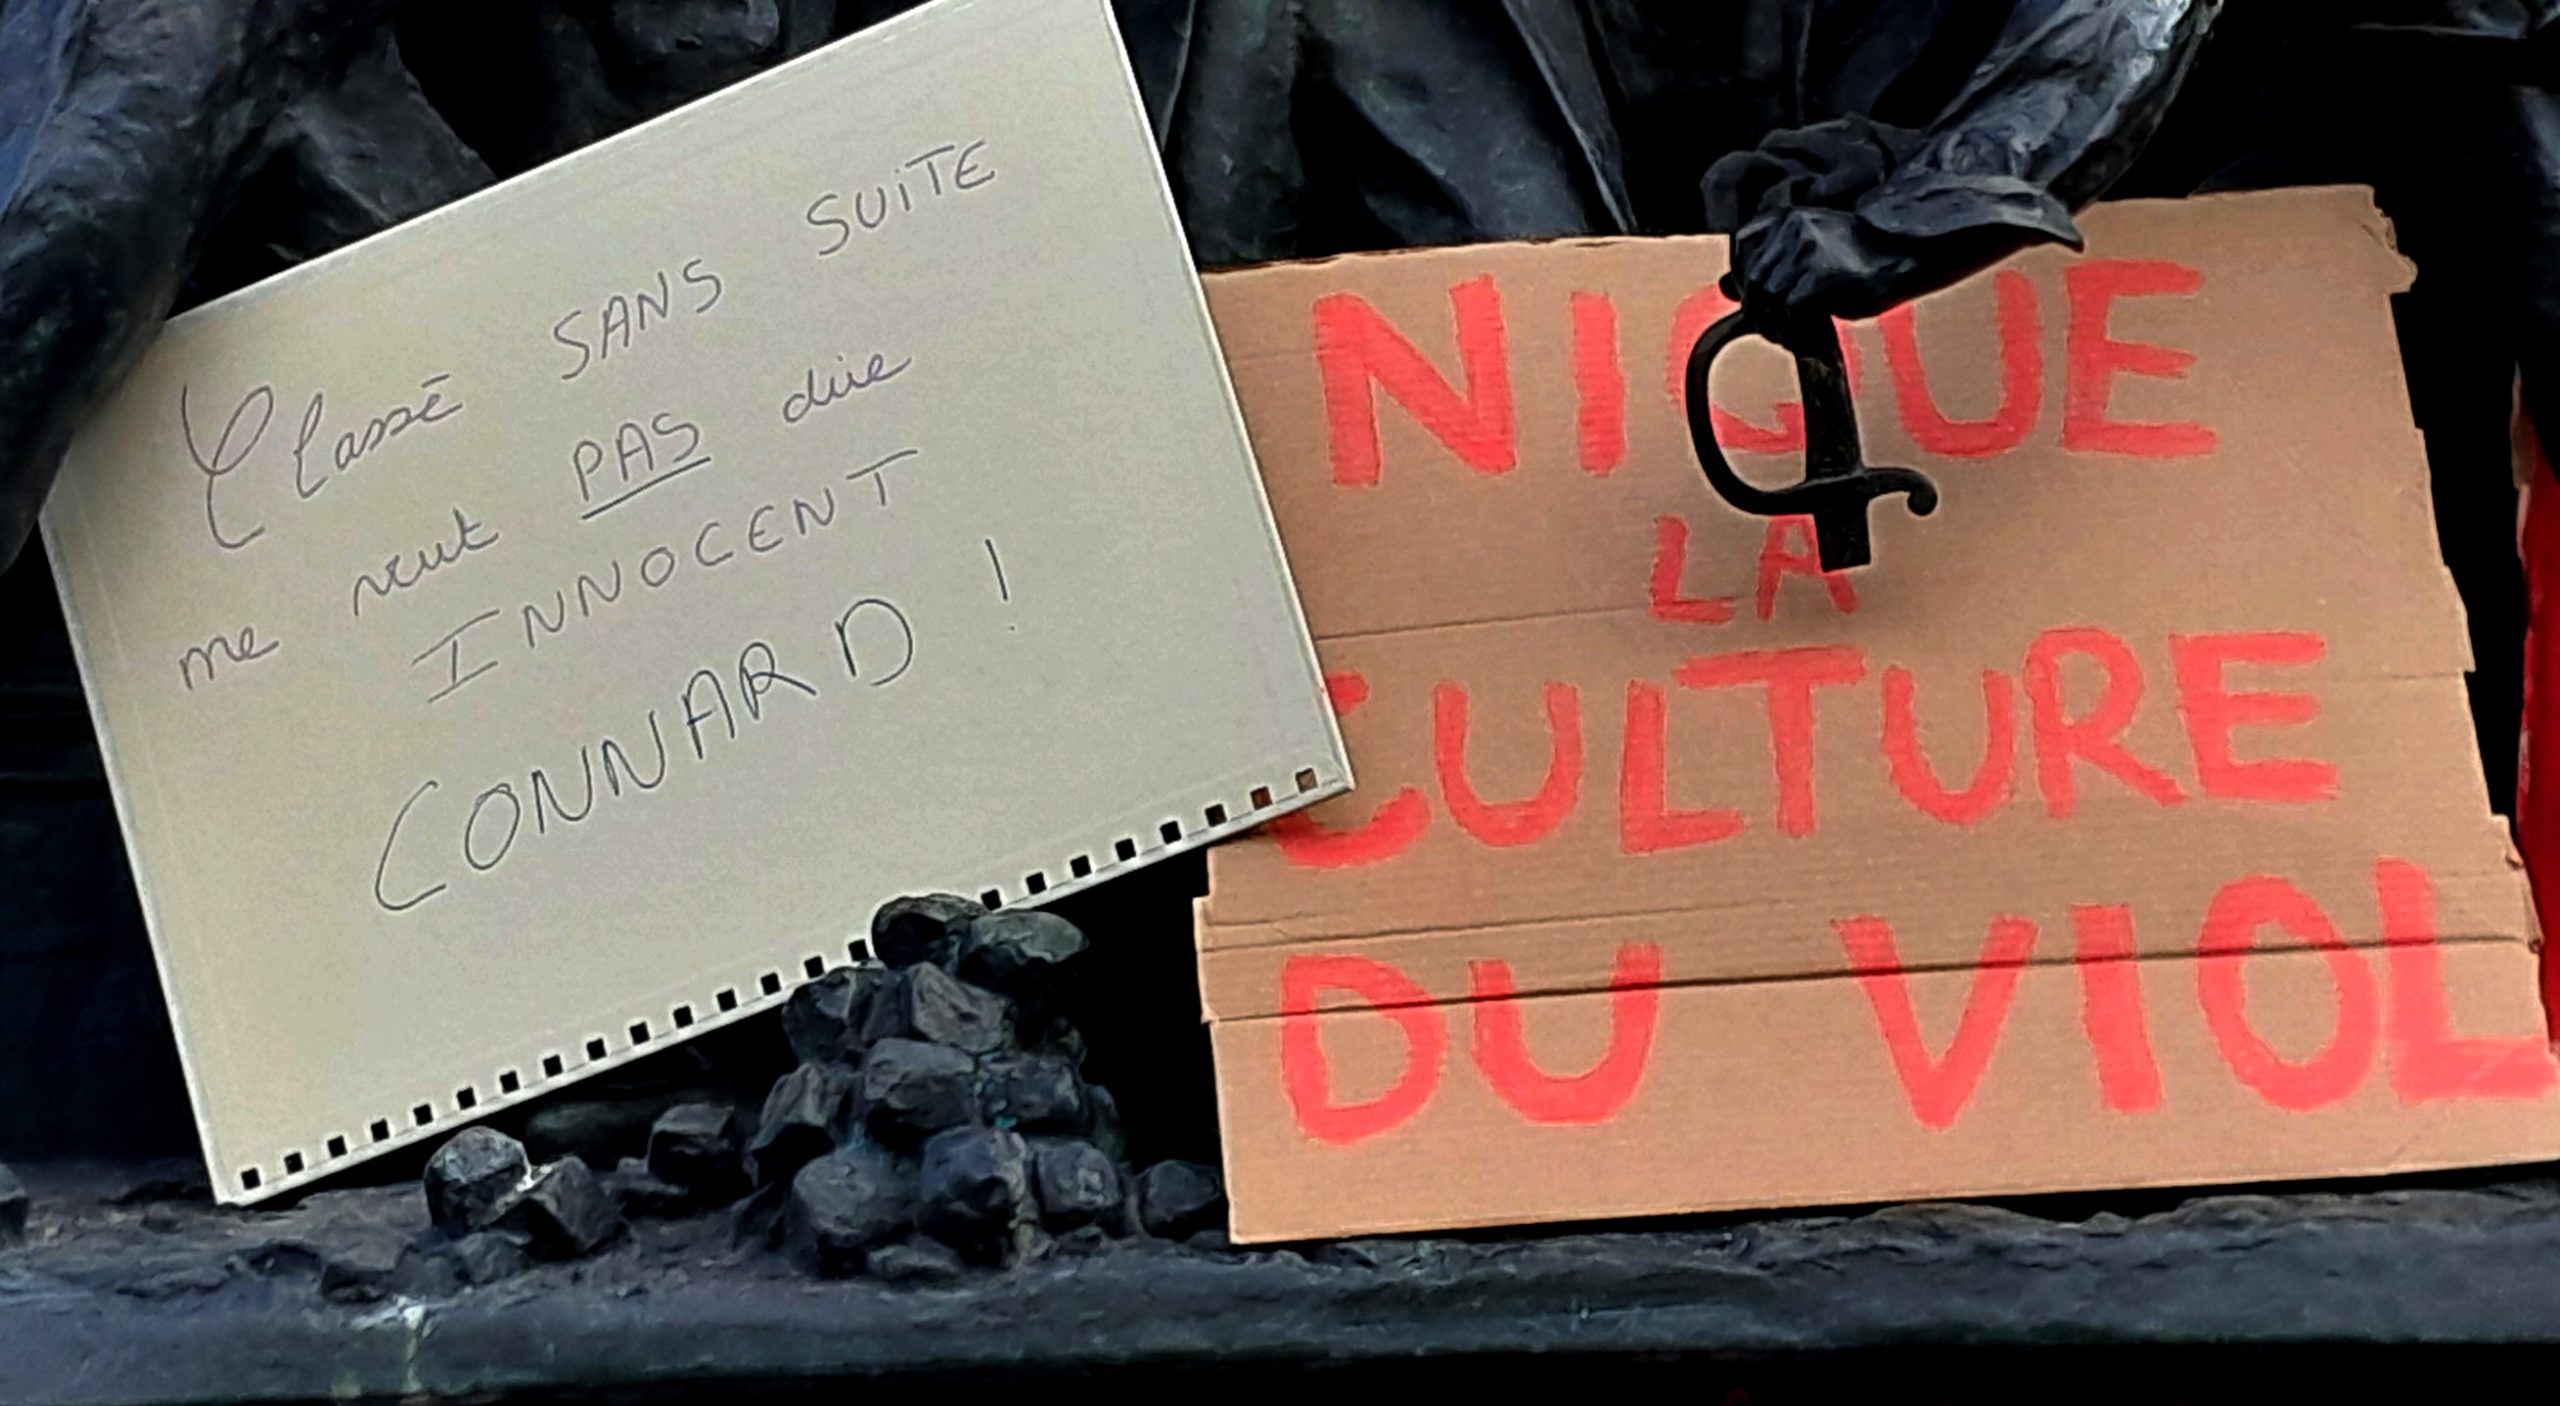 Classé SANS SUITE
ne veut PAS dire
INNOCENT
CONNARD !
NIQUE
LA
CULTURE
DU VIOL